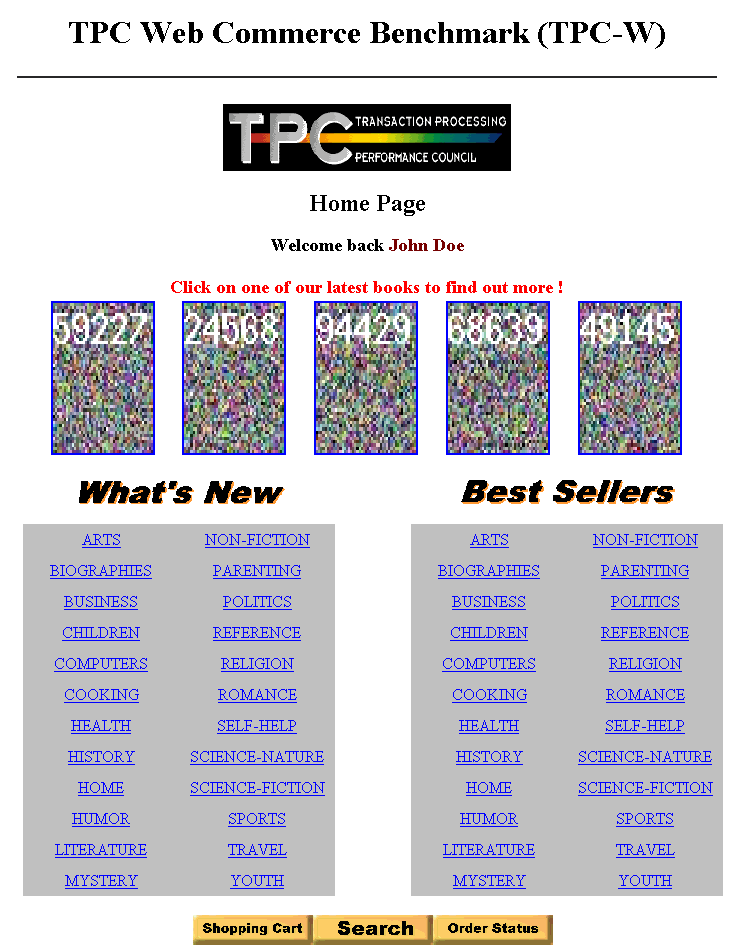 TPC Web Commerce Benchmark (TPC-W)
TPC TRANSACTION PROCESSING
PERFORMANCE COUNCIL
Home Page
Welcome back John Doe
Click on one of our latest books to find out more !
59227 24568 94429 68639 49145
What's New Best Sellers
ARTS NON-FICTION ARTS NON-FICTION
BIOGRAPHIES PARENTING BIOGRAPHIES PARENTING
BUSINESS POLITICS BUSINESS POLITICS
CHILDREN REFERENCE CHILDREN REFERENCE
COMPUTERS RELIGION COMPUTERS RELIGION
COOKING ROMANCE COOKING ROMANCE
HEALTH SELF-HELP HEALTH SELF-HELP
HISTORY SCIENCE-NATURE HISTORY SCIENCE-NATURE
HOME SCIENCE-FICTION HOME SCIENCE-FICTION
HUMOR SPORTS HUMOR SPORTS
LITERATURE TRAVEL LITERATURE TRAVEL
MYSTERY YOUTH MYSTERY YOUTH
Shopping Cart Search Order Status